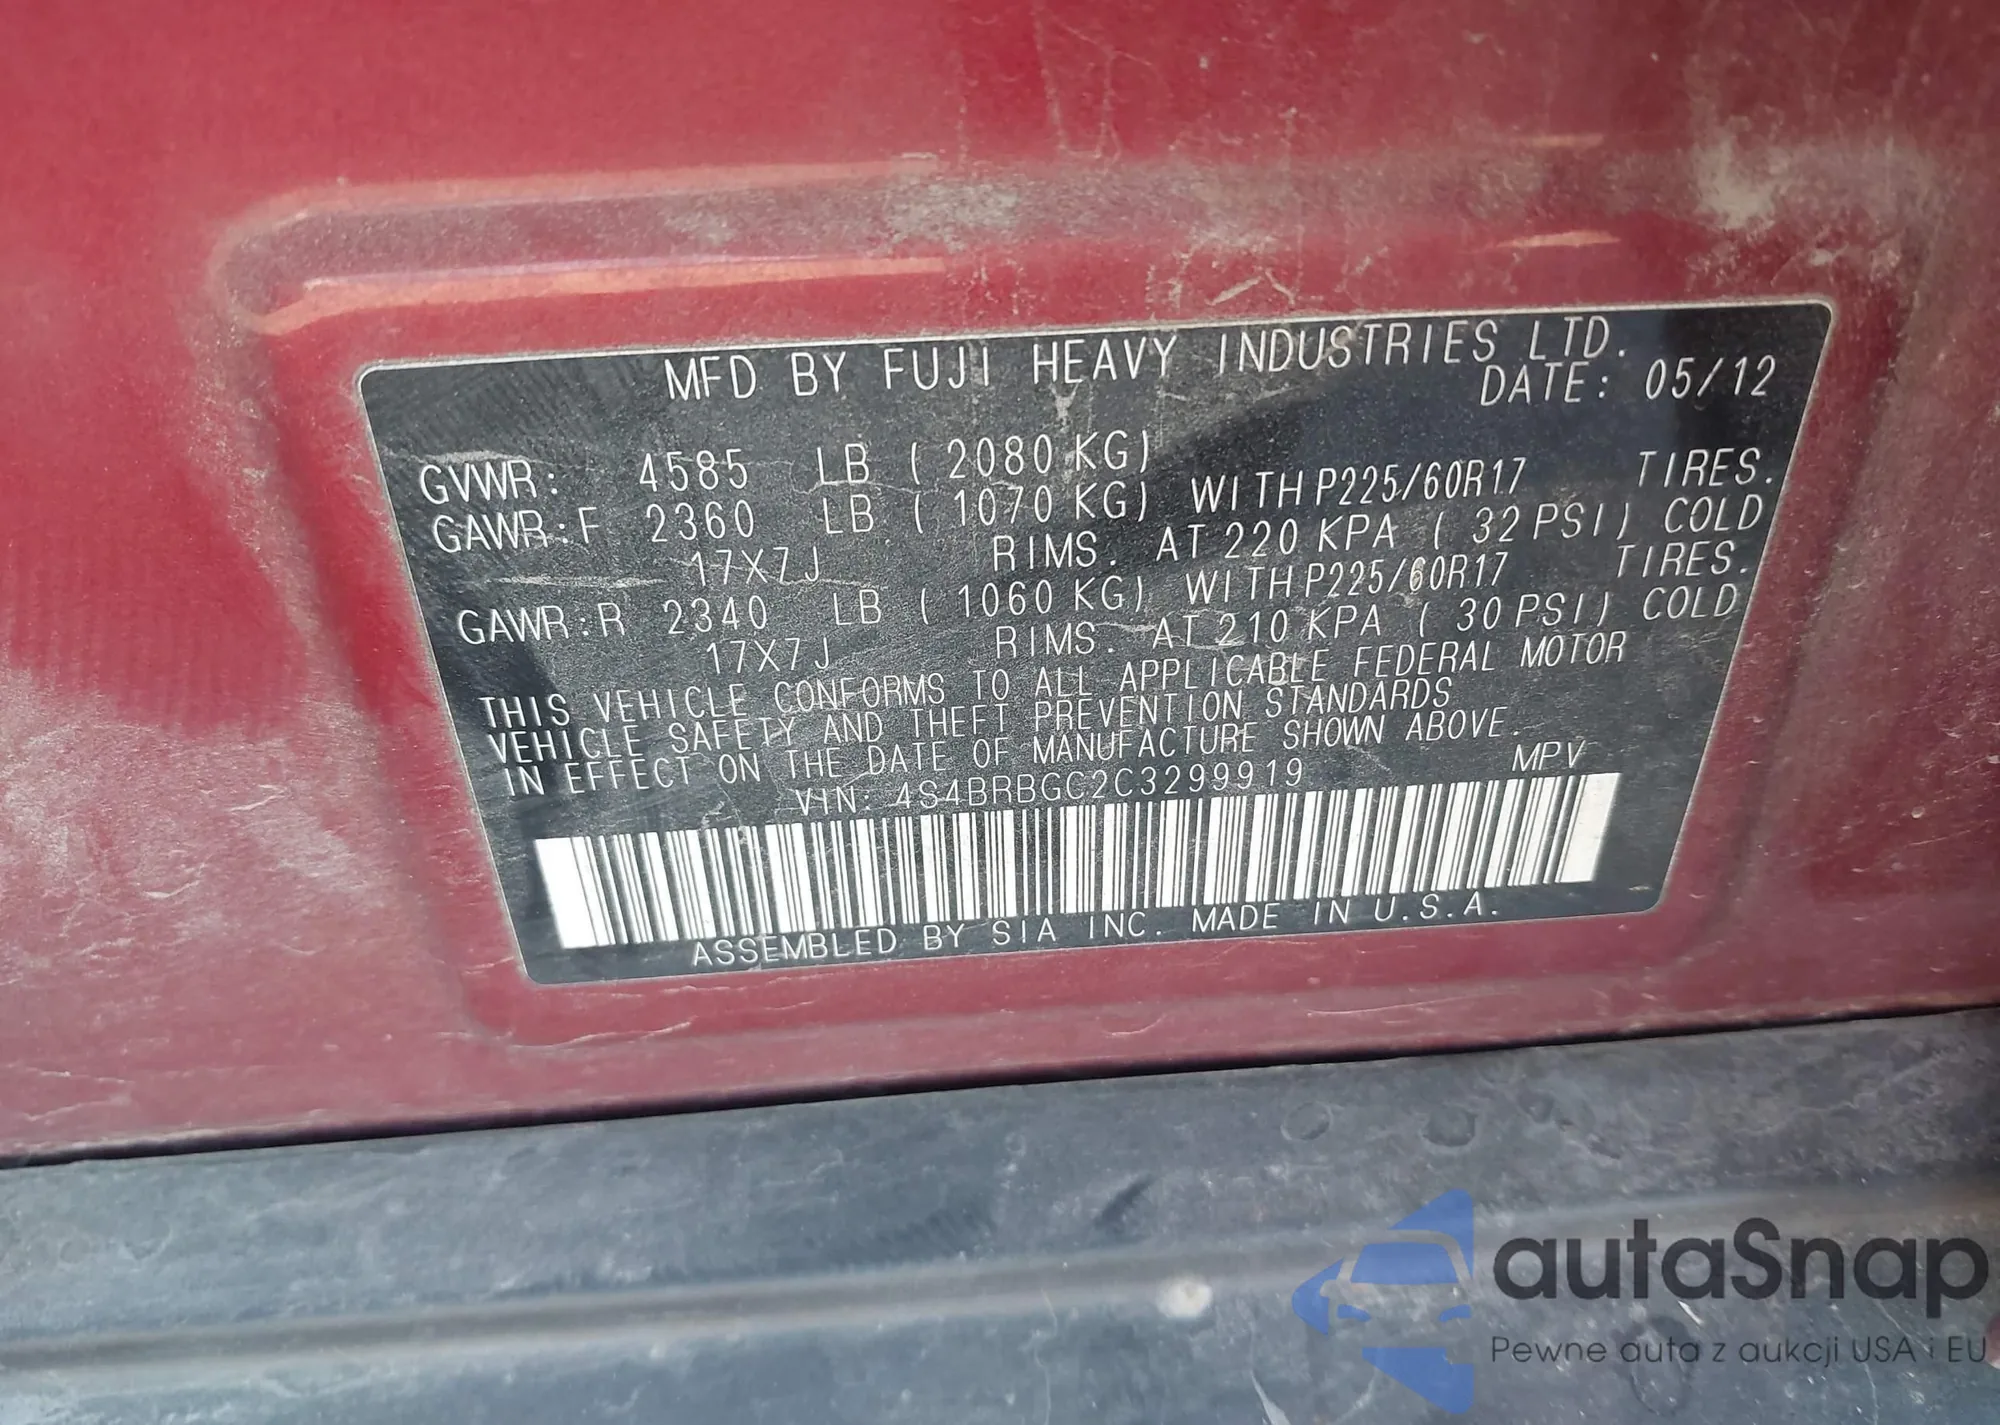 MFD BY FUJI HEAVY INDUSTRIES LTD.
DATE: 05/12
GVWR: 4585 LB ( 2080 KG)
GAWR:F 2360 LB ( 1070 KG) WITH P225/60R17 TIRES.
17X7J RIMS. AT 220 KPA ( 32 PSI) COLD
GAWR:R 2340 LB ( 1060 KG) WITH P225/60R17 TIRES.
17X7J RIMS. AT 210 KPA ( 30 PSI) COLD
THIS VEHICLE CONFORMS TO ALL APPLICABLE FEDERAL MOTOR
VEHICLE SAFETY AND THEFT PREVENTION STANDARDS
IN EFFECT ON THE DATE OF MANUFACTURE SHOWN ABOVE.
VIN: 4S4BRBGC2C3299919 MPV
ASSEMBLED BY SIA INC. MADE IN U.S.A.
autaSnap
Pewne auta z aukcji USA i EU